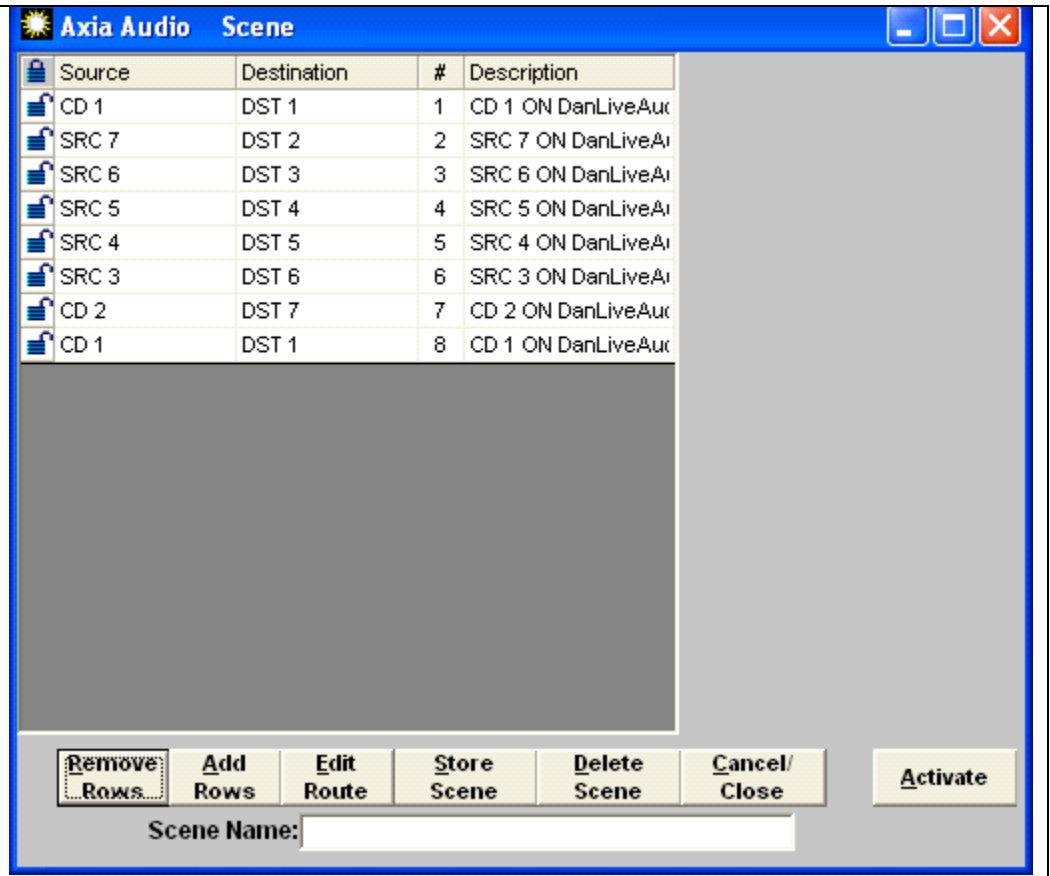 Axia Audio Scene
Source Destination # Description
CD 1 DST 1 1 CD 1 ON DanLiveAud
SRC 7 DST 2 2 SRC 7 ON DanLiveA
SRC 6 DST 3 3 SRC 6 ON DanLiveA
SRC 5 DST 4 4 SRC 5 ON DanLiveA
SRC 4 DST 5 5 SRC 4 ON DanLiveA
SRC 3 DST 6 6 SRC 3 ON DanLiveA
CD 2 DST 7 7 CD 2 ON DanLiveAud
CD 1 DST 1 8 CD 1 ON DanLiveAud
Remove Rows
Add Rows
Edit Route
Store Scene
Delete Scene
Cancel/ Close
Activate
Scene Name: